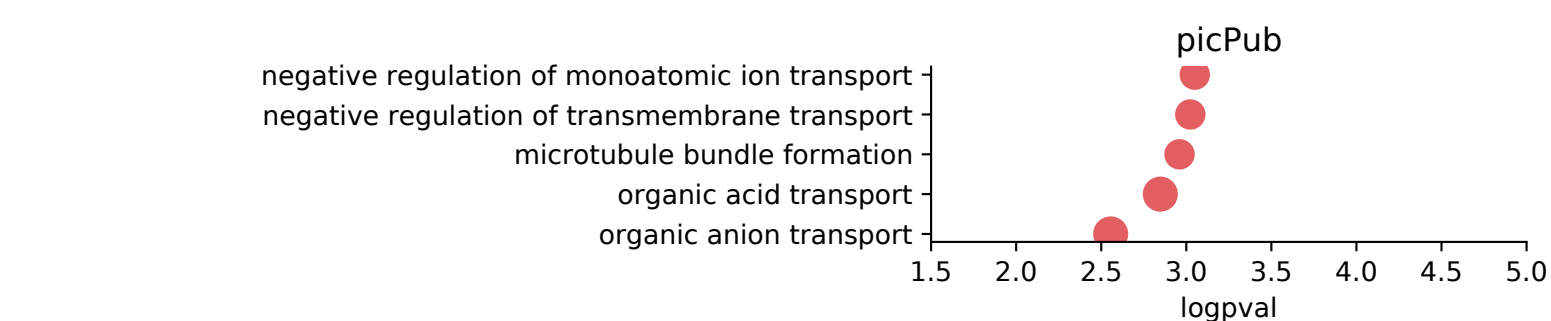 picPub
negative regulation of monoatomic ion transport
negative regulation of transmembrane transport
microtubule bundle formation
organic acid transport
organic anion transport
1.5 2.0 2.5 3.0 3.5 4.0 4.5 5.0
logpval